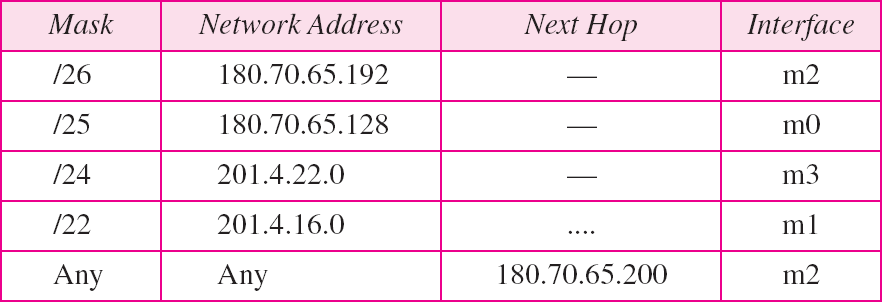 Mask Network Address Next Hop Interface
/26 180.70.65.192 — m2
/25 180.70.65.128 — m0
/24 201.4.22.0 — m3
/22 201.4.16.0 .... m1
Any Any 180.70.65.200 m2